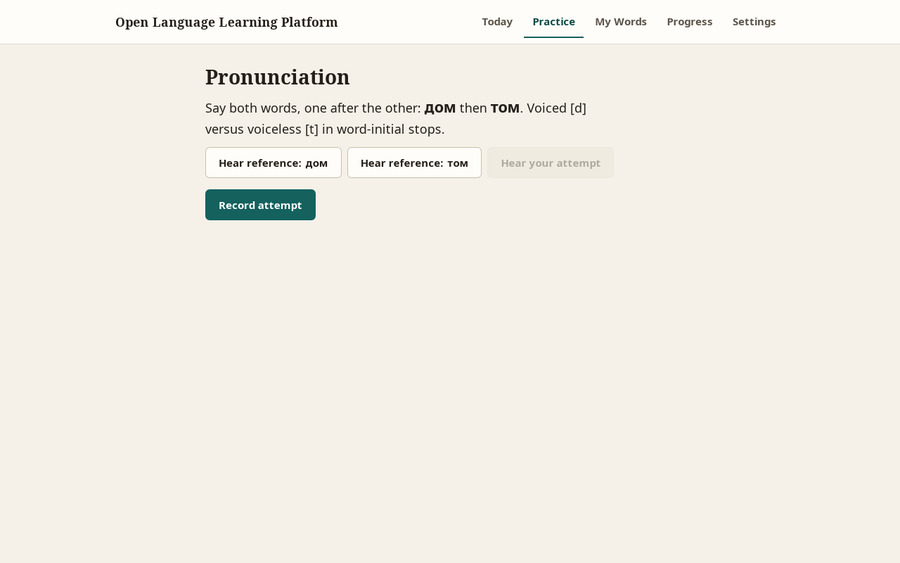 Open Language Learning Platform
Today Practice My Words Progress Settings
Pronunciation
Say both words, one after the other: дом then том. Voiced [d]
versus voiceless [t] in word-initial stops.
Hear reference: дом Hear reference: том Hear your attempt
Record attempt